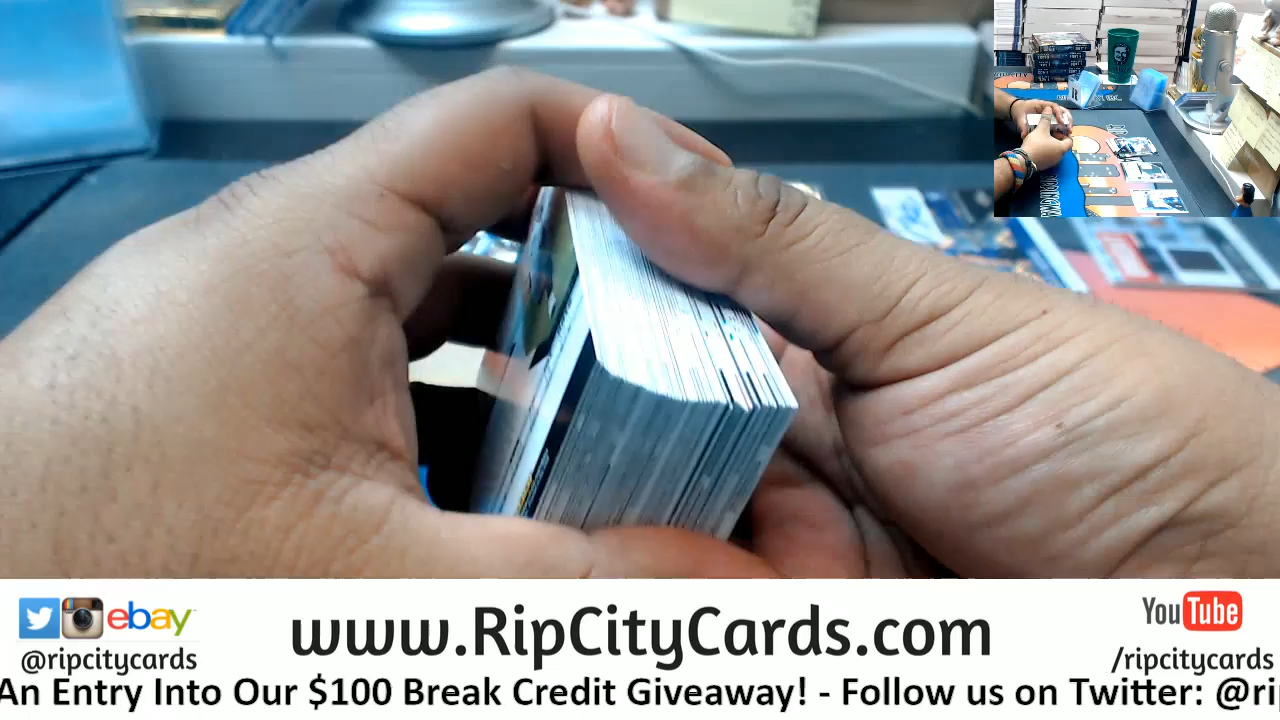 ebay
www.RipCityCards.com
YouTube
@ripcitycards
/ripcitycards
An Entry Into Our $100 Break Credit Giveaway! - Follow us on Twitter: @ri